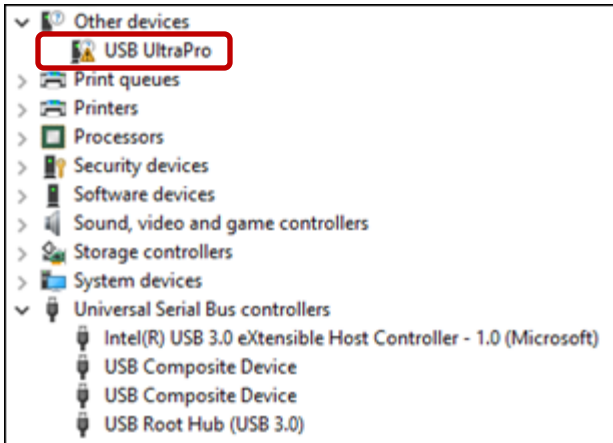 Other devices
USB UltraPro
Print queues
Printers
Processors
Security devices
Software devices
Sound, video and game controllers
Storage controllers
System devices
Universal Serial Bus controllers
Intel(R) USB 3.0 eXtensible Host Controller - 1.0 (Microsoft)
USB Composite Device
USB Composite Device
USB Root Hub (USB 3.0)